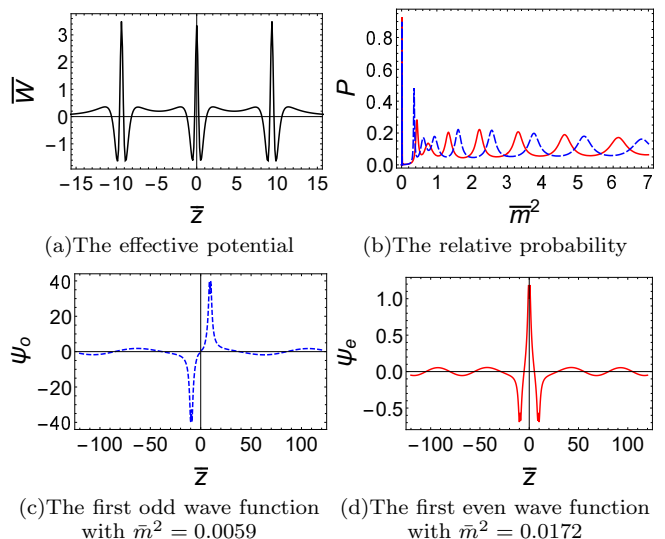 3
2
1
0
−1
W̅
−15 −10 −5 0 5 10 15
z̅
(a)The effective potential
0.8
0.6
0.4
0.2
0.0
P
0 1 2 3 4 5 6 7
m̅²
(b)The relative probability
40
20
0
−20
−40
ψₒ
−100 −50 0 50 100
z̅
(c)The first odd wave function
with m̄² = 0.0059
1.0
0.5
0.0
−0.5
ψₑ
−100 −50 0 50 100
z̅
(d)The first even wave function
with m̄² = 0.0172